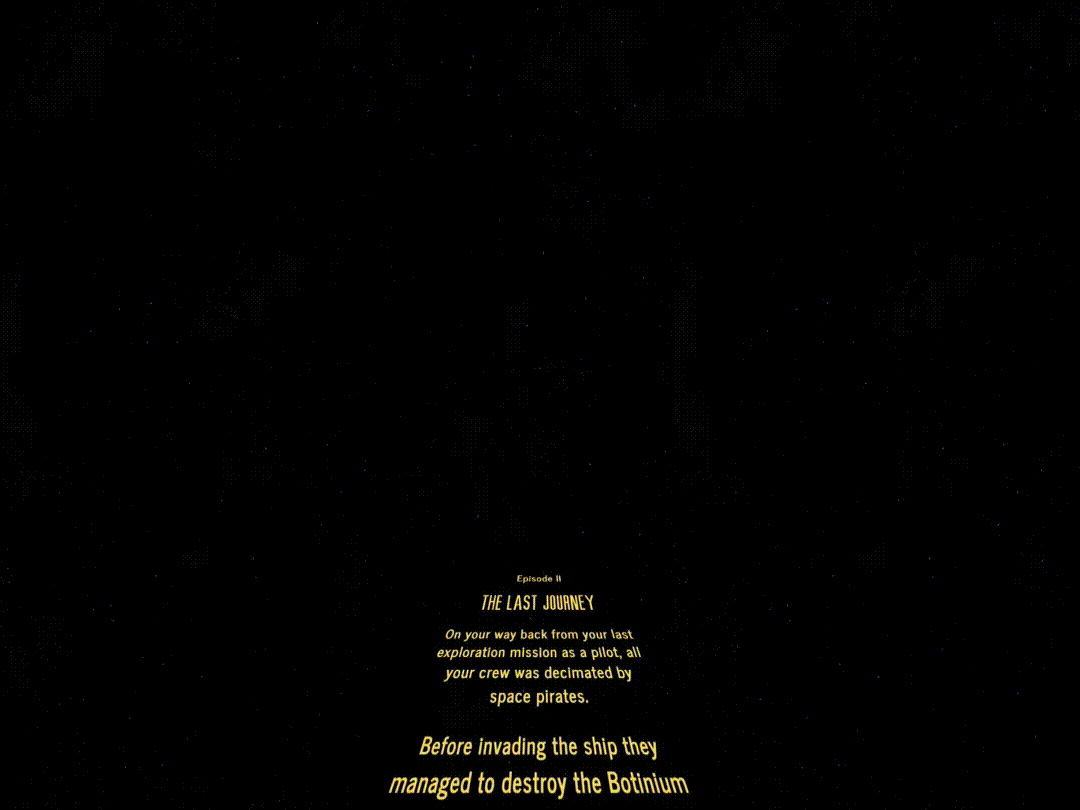 Episode II
THE LAST JOURNEY
On your way back from your last
exploration mission as a pilot, all
your crew was decimated by
space pirates.
Before invading the ship they
managed to destroy the Botinium